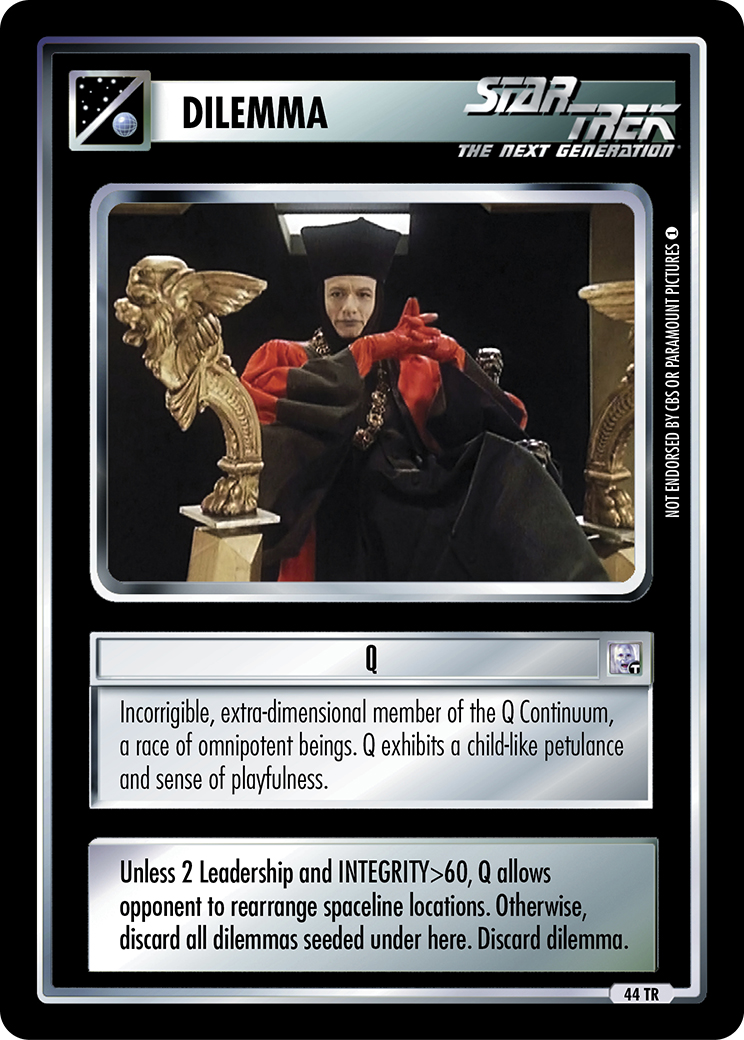 DILEMMA
STAR TREK
THE NEXT GENERATION
NOT ENDORSED BY CBS OR PARAMOUNT PICTURES 1
Q
T
Incorrigible, extra-dimensional member of the Q Continuum,
a race of omnipotent beings. Q exhibits a child-like petulance
and sense of playfulness.
Unless 2 Leadership and INTEGRITY>60, Q allows
opponent to rearrange spaceline locations. Otherwise,
discard all dilemmas seeded under here. Discard dilemma.
44 TR